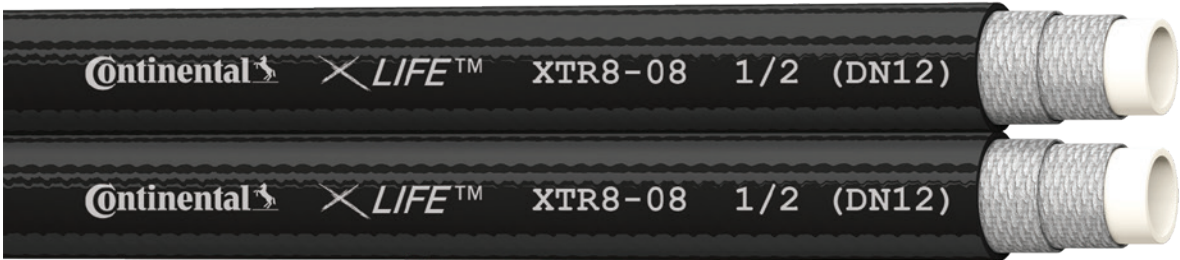 Continental XLIFE™ XTR8-08 1/2 (DN12)
Continental XLIFE™ XTR8-08 1/2 (DN12)